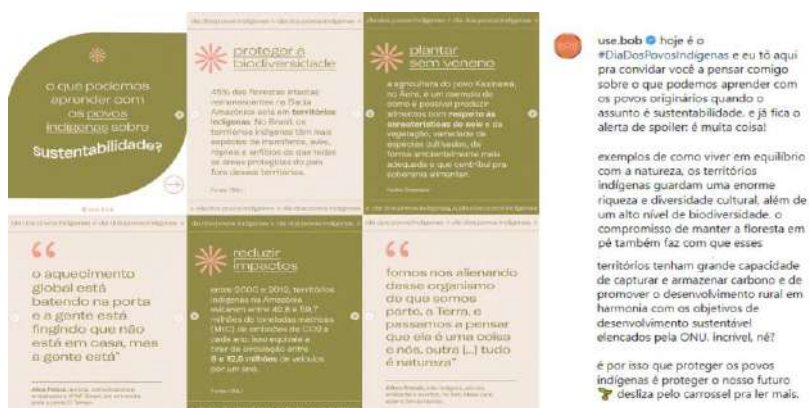 dia dos povos indígenas
o que podemos
aprender com
os povos
indígenas sobre
sustentabilidade?
proteger a
biodiversidade
45% das florestas intactas
remanescentes na Bacia
Amazônica está em territórios
indígenas. No Brasil, os
territórios indígenas têm mais
espécies de mamíferos, aves,
répteis e anfíbios do que todas
as áreas protegidas do país
fora desses territórios.
plantar
sem veneno
a agricultura do povo Kaxinawá,
no Acre, é um exemplo de
como é possível produzir
alimentos com respeito às
características do solo e da
vegetação, variedade de
espécies cultivadas, de
forma ambientalmente mais
adequada e que contribui pra
soberania alimentar.
“
o aquecimento
global está
batendo na porta
e a gente está
fingindo que não
está em casa, mas
a gente está”
reduzir
impactos
entre 2000 e 2012, territórios
indígenas na Amazônia
evitaram entre 42,8 e 59,7
milhões de toneladas métricas
(MtC) de emissões de CO2 a
cada ano. isso equivale a
tirar de circulação entre
9 e 12,6 milhões de veículos
por um ano.
“
fomos nos alienando
desse organismo
de que somos
parte, a Terra, e
passamos a pensar
que ela é uma coisa
e nós, outra [...] tudo
é natureza”
use.bob hoje é o
#DiaDosPovosIndígenas e eu tô aqui
pra convidar você a pensar comigo
sobre o que podemos aprender com
os povos originários quando o
assunto é sustentabilidade. e já fica o
alerta de spoiler: é muita coisa!
exemplos de como viver em equilíbrio
com a natureza, os territórios
indígenas guardam uma enorme
riqueza e diversidade cultural, além de
um alto nível de biodiversidade. o
compromisso de manter a floresta em
pé também faz com que esses
territórios tenham grande capacidade
de capturar e armazenar carbono e de
promover o desenvolvimento rural em
harmonia com os objetivos de
desenvolvimento sustentável
elencados pela ONU. incrível, né?
é por isso que proteger os povos
indígenas é proteger o nosso futuro
desliza pelo carrossel pra ler mais.